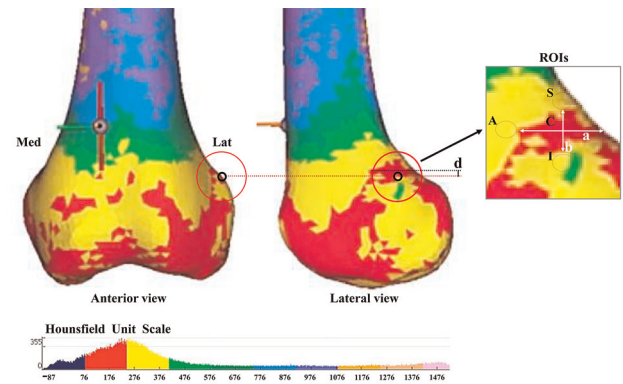 ROIs
S
A
C
a
b
I
Med
Lat
d
Anterior view
Lateral view
Hounsfield Unit Scale
355
0
-87 76 176 276 376 476 576 676 776 876 976 1076 1176 1276 1376 1476